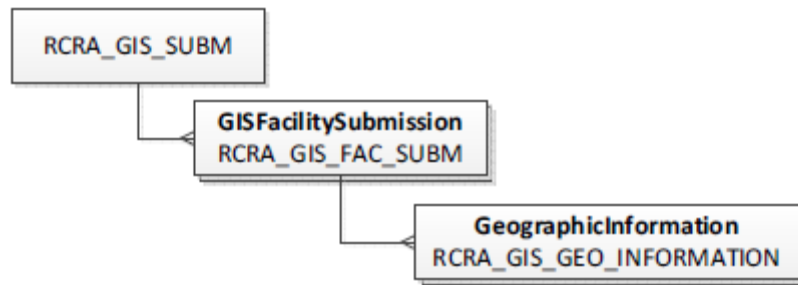 RCRA_GIS_SUBM
GISFacilitySubmission
RCRA_GIS_FAC_SUBM
GeographicInformation
RCRA_GIS_GEO_INFORMATION